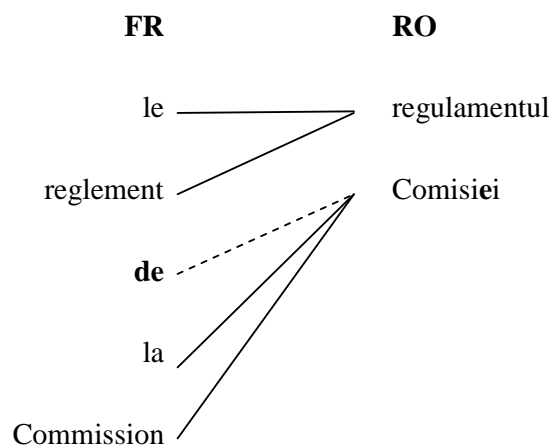 FR RO
le regulamentul
reglement Comisiei
de
la
Commission